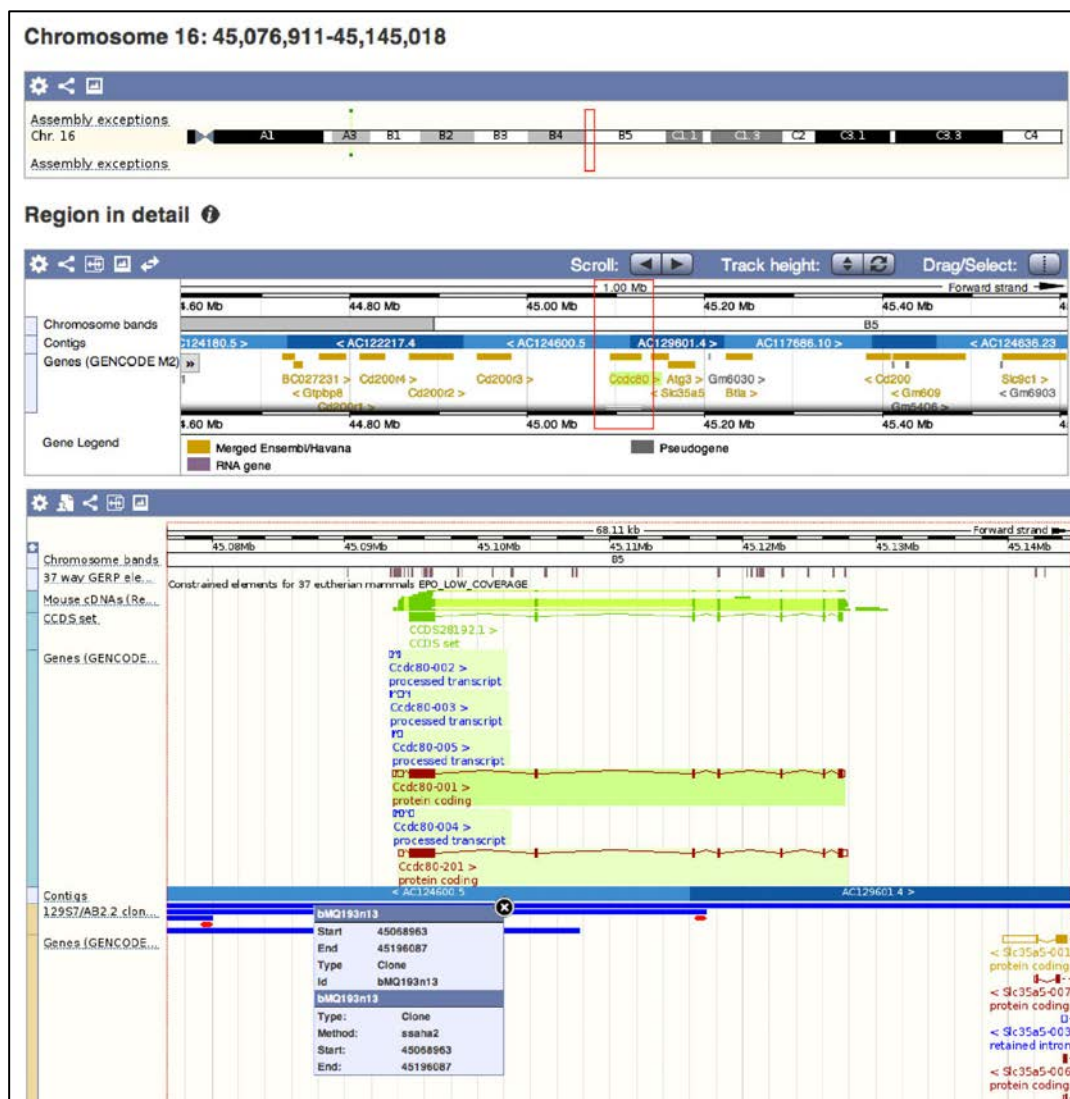 Chromosome 16: 45,076,911-45,145,018
Assembly exceptions
Chr. 16 A1 A3 B1 B2 B3 B4 B5 C1.1 C1.3 C2 C3.1 C3.3 C4
Assembly exceptions
Region in detail
Scroll: Track height: Drag/Select:
1.00 Mb Forward strand
4.60 Mb 44.80 Mb 45.00 Mb 45.20 Mb 45.40 Mb
Chromosome bands B5
Contigs C124180.5 > < AC122217.4 < AC124600.5 AC129601.4 > AC117686.10 > < AC124636.23
Genes (GENCODE M2)
BC027231 > Cd200r4 > Cd200r3 > Ccdc80 > Atg3 > Gm6030 > < Cd200 Slc9c1 >
< Gtpbp8 Cd200r2 > < Slc35a5 Btla > < Gm609 < Gm6903
Cd200r1 > Gm5406 >
4.60 Mb 44.80 Mb 45.00 Mb 45.20 Mb 45.40 Mb
Gene Legend
Merged Ensembl/Havana Pseudogene
RNA gene
68.11 kb Forward strand
45.08Mb 45.09Mb 45.10Mb 45.11Mb 45.12Mb 45.13Mb 45.14Mb
Chromosome bands B5
37 way GERP ele...
Constrained elements for 37 eutherian mammals EPO_LOW_COVERAGE
Mouse cDNAs (Re...
CCDS set
CCDS28192.1 >
CCDS set
Genes (GENCODE...
Ccdc80-002 >
processed transcript
Ccdc80-003 >
processed transcript
Ccdc80-005 >
processed transcript
Ccdc80-001 >
protein coding
Ccdc80-004 >
processed transcript
Ccdc80-201 >
protein coding
Contigs < AC124600.5 AC129601.4 >
129S7/AB2.2 clon...
Genes (GENCODE...
bMQ193n13
Start 45068963
End 45196087
Type Clone
Id bMQ193n13
bMQ193n13
Type: Clone
Method: ssaha2
Start: 45068963
End: 45196087
< Slc35a5-001
protein coding
< Slc35a5-007
protein coding
< Slc35a5-003
retained intron
< Slc35a5-006
protein coding